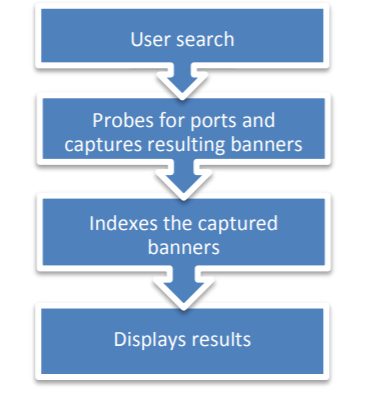 User search
Probes for ports and
captures resulting banners
Indexes the captured
banners
Displays results